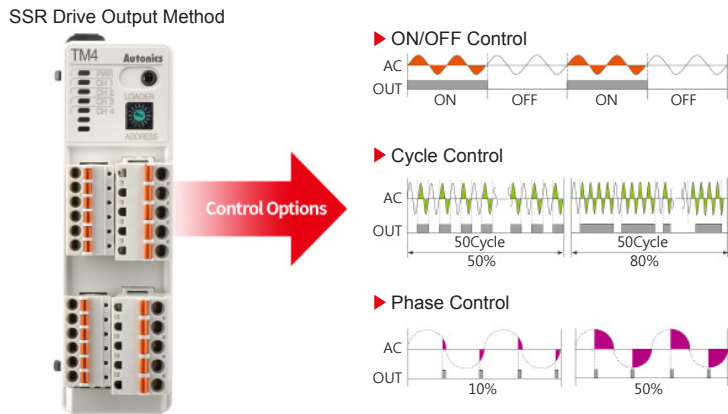 SSR Drive Output Method
TM4
Autonics
PWR
CH 1
CH 2
CH 3
CH 4
LOADER
ADDRESS
Control Options
ON/OFF Control
AC
OUT
ON OFF ON OFF
Cycle Control
AC
OUT
50Cycle 50Cycle
50% 80%
Phase Control
AC
OUT
10% 50%